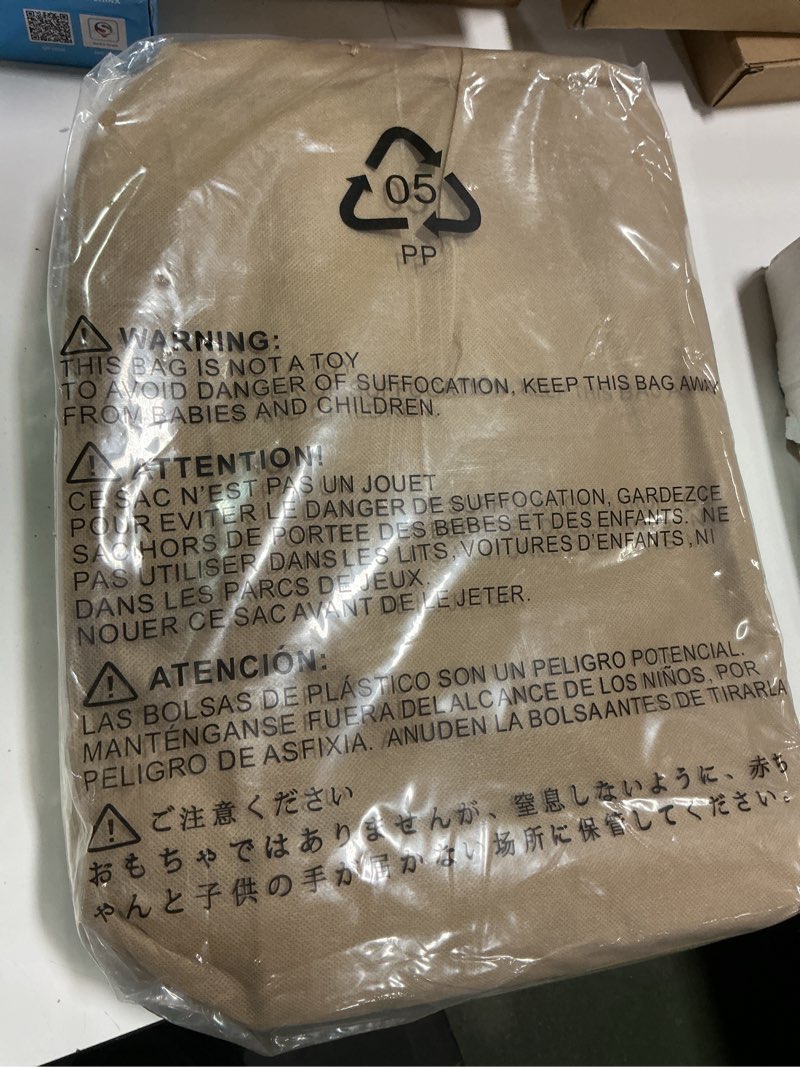 05
PP
WARNING:
THIS BAG IS NOT A TOY
TO AVOID DANGER OF SUFFOCATION, KEEP THIS BAG AWAY
FROM BABIES AND CHILDREN.
ATTENTION!
CE SAC N'EST PAS UN JOUET
POUR EVITER LE DANGER DE SUFFOCATION, GARDEZCE
SAC HORS DE PORTEE DES BEBES ET DES ENFANTS. NE
PAS UTILISER DANS LES LITS, VOITURES D'ENFANTS ,NI
DANS LES PARCS DE JEUX.
NOUER CE SAC AVANT DE LE JETER.
ATENCIÓN:
LAS BOLSAS DE PLÁSTICO SON UN PELIGRO POTENCIAL.
MANTÉNGANSE FUERA DEL ALCANCE DE LOS NIÑOS, POR
PELIGRO DE ASFIXIA. ANUDEN LA BOLSA ANTES DE TIRARLA
ご注意ください
おもちゃではありませんが、窒息しないように、赤ち
ゃんと子供の手が届かない场所に保管してください。